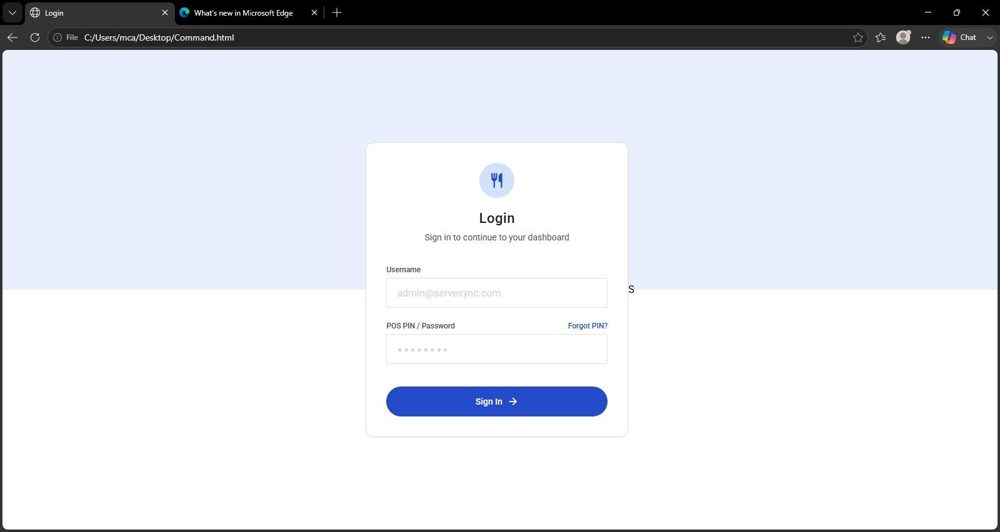 Login
What's new in Microsoft Edge
File C:/Users/mca/Desktop/Command.html
Chat
Login
Sign in to continue to your dashboard
Username
admin@servesync.com
S
POS PIN / Password Forgot PIN?
Sign In